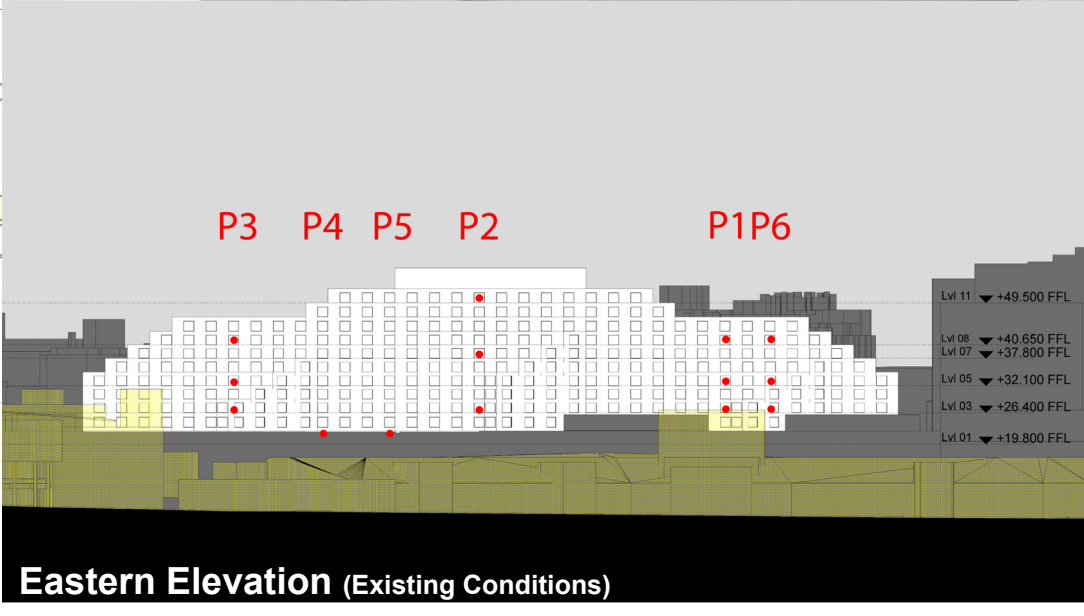 P3 P4 P5 P2 P1 P6
Lvl 11 +49.500 FFL
Lvl 08 +40.650 FFL
Lvl 07 +37.800 FFL
Lvl 05 +32.100 FFL
Lvl 03 +26.400 FFL
Lvl 01 +19.800 FFL
Eastern Elevation (Existing Conditions)